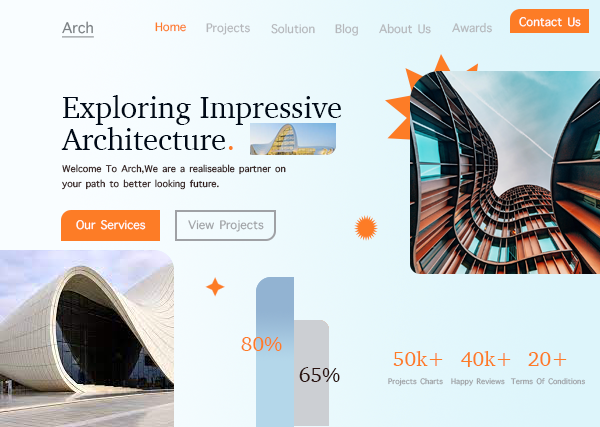 Arch
Home Projects Solution Blog About Us Awards Contact Us
Exploring Impressive
Architecture.
Welcome To Arch,We are a realiseable partner on
your path to better looking future.
Our Services View Projects
80%
65%
50k+ 40k+ 20+
Projects Charts Happy Reviews Terms Of Conditions